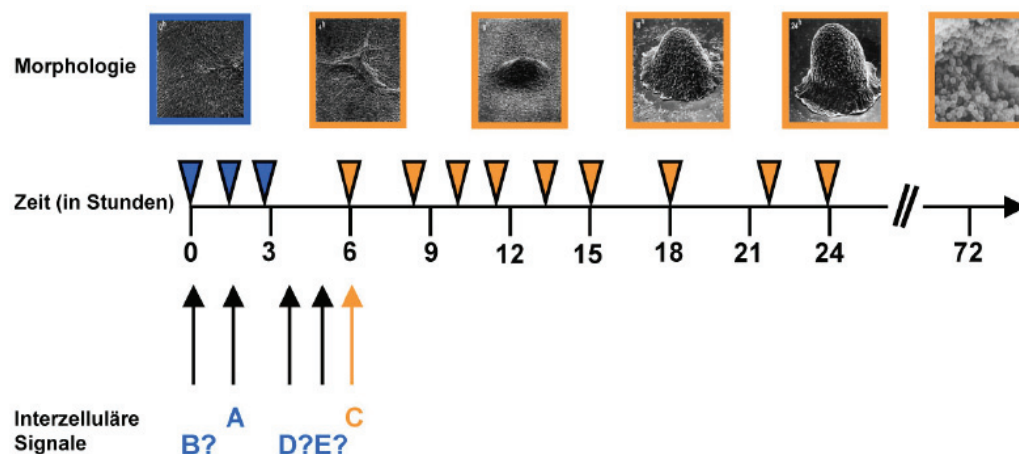 Morphologie
Zeit (in Stunden)
0 3 6 9 12 15 18 21 24 72
Interzelluläre
Signale
A C
B? D? E?